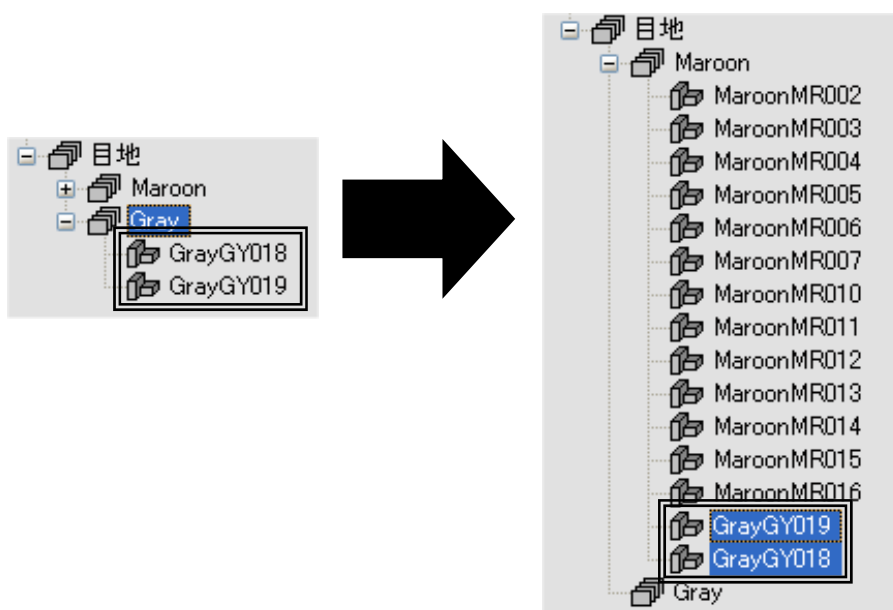 目地
Maroon
Gray
GrayGY018
GrayGY019
目地
Maroon
MaroonMR002
MaroonMR003
MaroonMR004
MaroonMR005
MaroonMR006
MaroonMR007
MaroonMR010
MaroonMR011
MaroonMR012
MaroonMR013
MaroonMR014
MaroonMR015
MaroonMR016
GrayGY019
GrayGY018
Gray